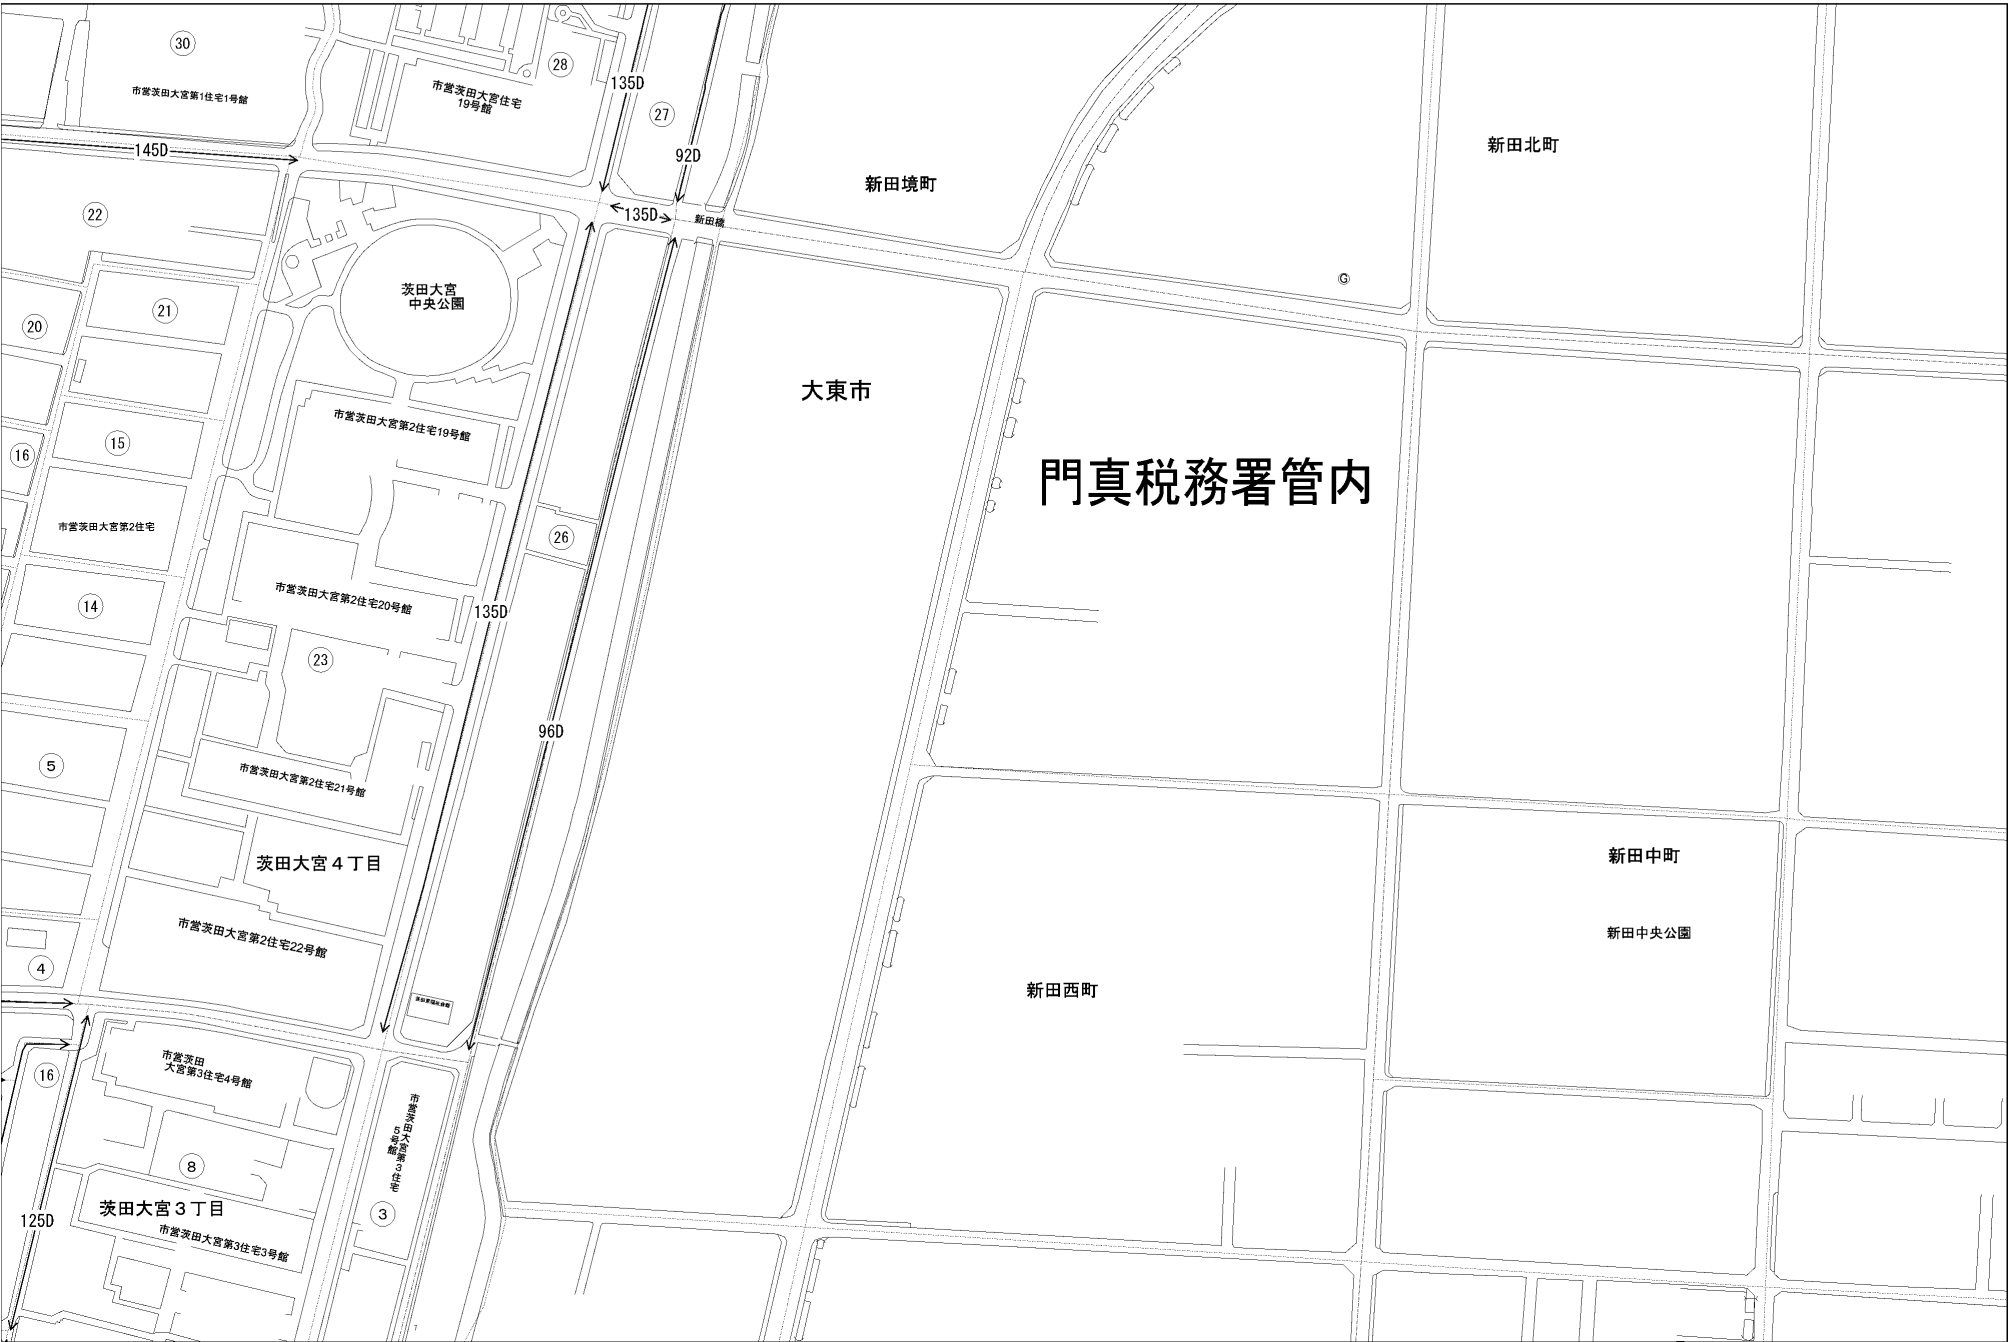 30
市営茨田大宮第1住宅1号館
28
市営茨田大宮住宅
19号館
135D
27
145D
92D
新田北町
新田境町
22
135D
新田橋
G
茨田大宮
中央公園
21
20
大東市
市営茨田大宮第2住宅19号館
15
16
門真税務署管内
市営茨田大宮第2住宅
26
市営茨田大宮第2住宅20号館
14
135D
23
96D
5
市営茨田大宮第2住宅21号館
茨田大宮4丁目
新田中町
市営茨田大宮第2住宅22号館
新田中央公園
4
新田西町
市営茨田
大宮第3住宅4号館
16
市営茨田大宮第3住宅
5号館
8
茨田大宮3丁目
3
125D
市営茨田大宮第3住宅3号館